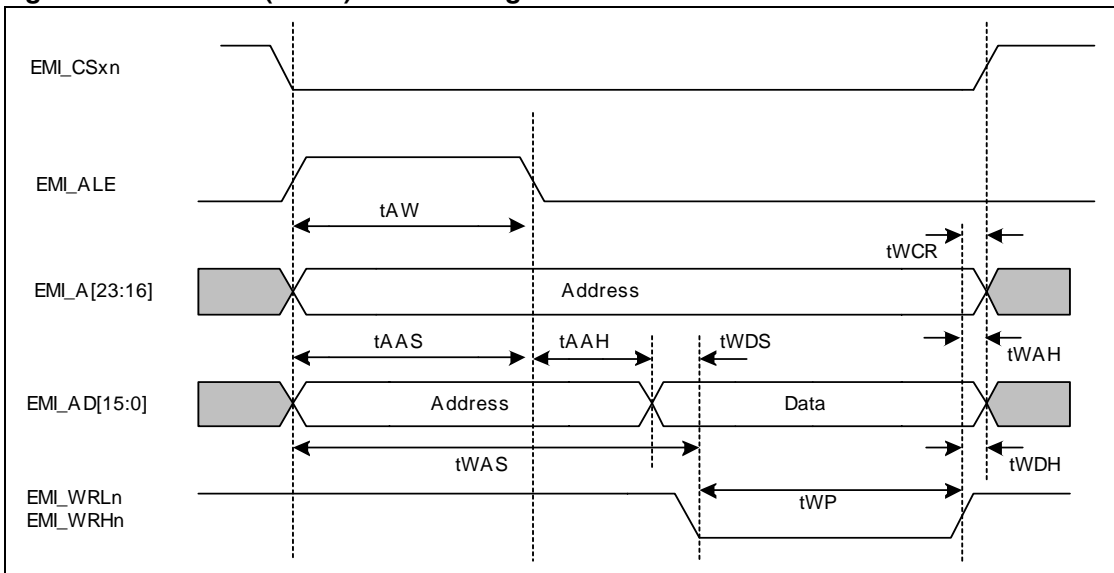 EMI_CSxn
EMI_ALE
tAW
tWCR
EMI_A[23:16]
Address
tAAS
tAAH
tWDS
tWAH
EMI_AD[15:0]
Address
Data
tWAS
tWDH
EMI_WRLn
EMI_WRHn
tWP